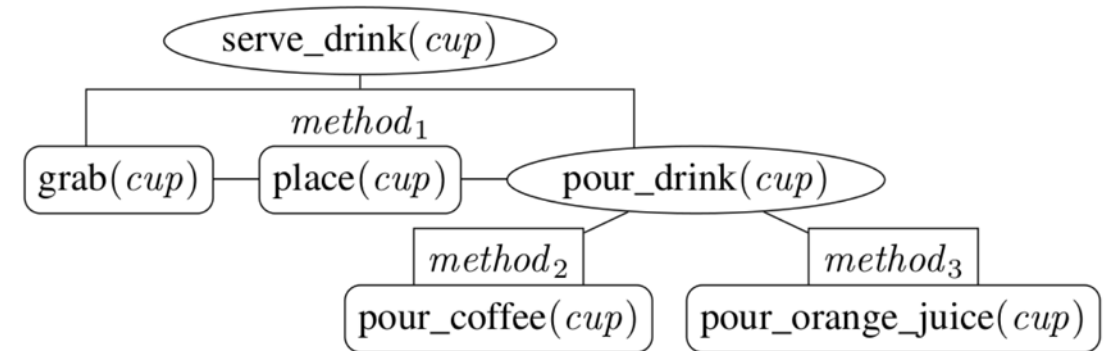 serve_drink(cup)
method₁
grab(cup) place(cup) pour_drink(cup)
method₂ method₃
pour_coffee(cup) pour_orange_juice(cup)